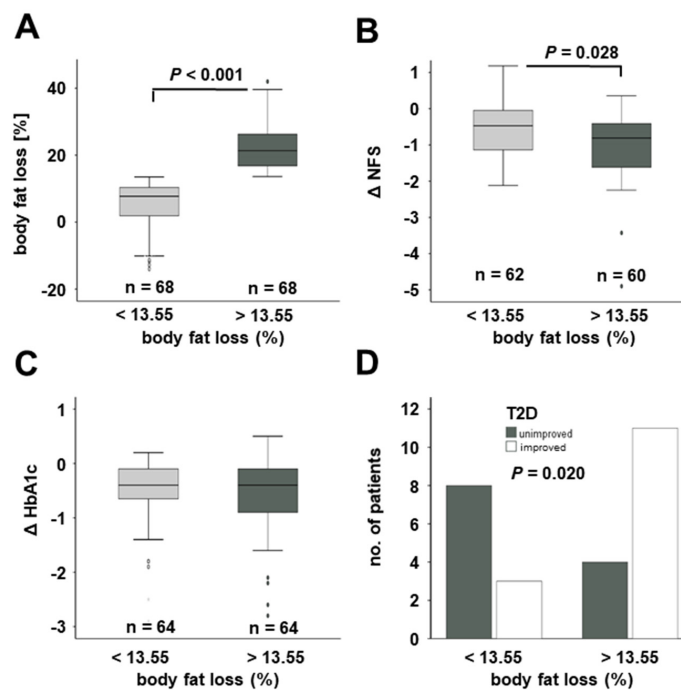 A
P < 0.001
body fat loss [%]
40
20
0
-20
n = 68
n = 68
< 13.55
> 13.55
body fat loss (%)
B
P = 0.028
Δ NFS
1
-0
-1
-2
-3
-4
-5
n = 62
n = 60
< 13.55
> 13.55
body fat loss (%)
C
Δ HbA1c
1
0
-1
-2
-3
n = 64
n = 64
< 13.55
> 13.55
body fat loss (%)
D
no. of patients
12
10
8
6
4
2
0
T2D
unimproved
improved
P = 0.020
< 13.55
> 13.55
body fat loss (%)